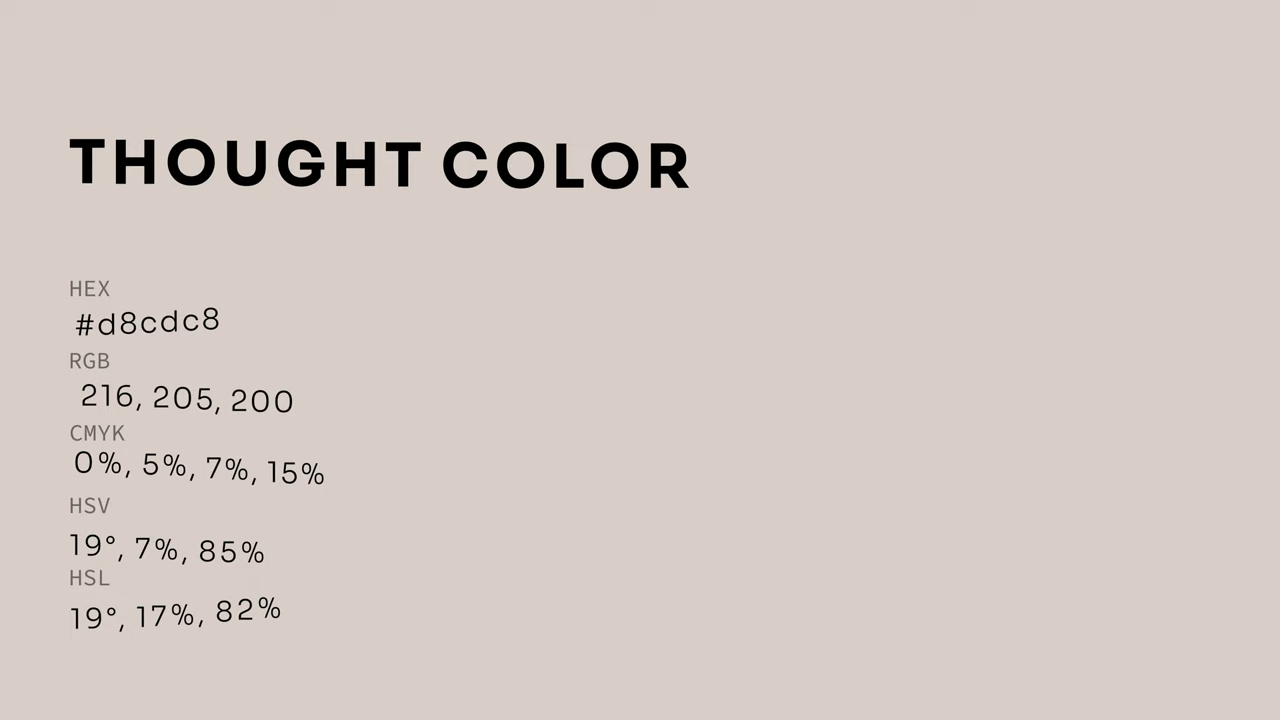 THOUGHT COLOR
HEX
#d8cdc8
RGB
216, 205, 200
CMYK
0%, 5%, 7%, 15%
HSV
19°, 7%, 85%
HSL
19°, 17%, 82%